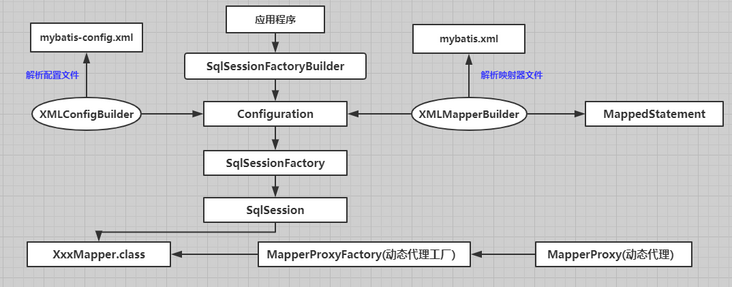 应用程序
mybatis-config.xml
mybatis.xml
SqlSessionFactoryBuilder
解析配置文件
解析映射器文件
XMLConfigBuilder
Configuration
XMLMapperBuilder
MappedStatement
SqlSessionFactory
SqlSession
XxxMapper.class
MapperProxyFactory(动态代理工厂)
MapperProxy(动态代理)